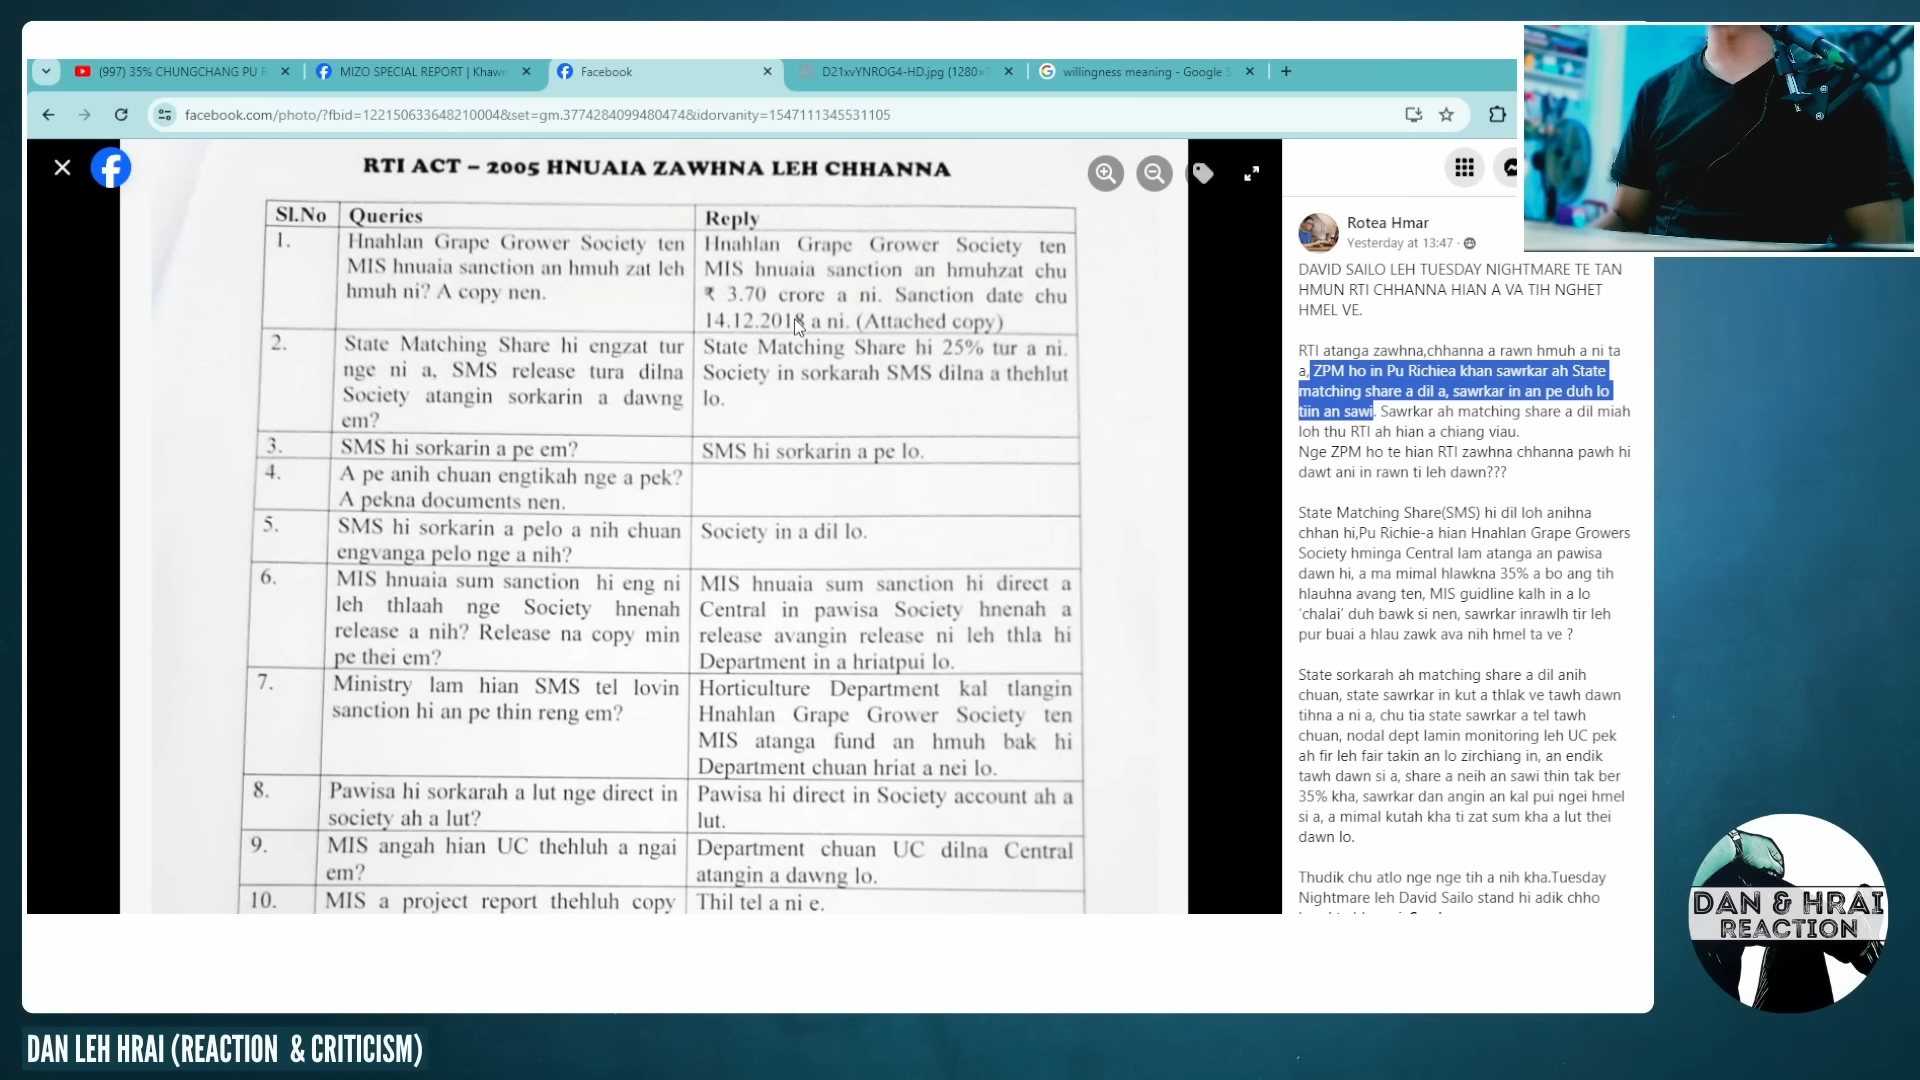 (997) 35% CHUNGCHANG PU R
MIZO SPECIAL REPORT | Khawn
Facebook
D21xvYNROG4-HD.jpg (1280×7
willingness meaning - Google S
facebook.com/photo/?fbid=122150633648210004&set=gm.3774284099480474&idorvanity=1547111345531105
RTI ACT – 2005 HNUAIA ZAWHNA LEH CHHANNA
Sl.No Queries Reply
1. Hnahlan Grape Grower Society ten
MIS hnuaia sanction an hmuh zat leh
hmuh ni? A copy nen.
Hnahlan Grape Grower Society ten
MIS hnuaia sanction an hmuhzat chu
₹ 3.70 crore a ni. Sanction date chu
14.12.2018 a ni. (Attached copy)
2. State Matching Share hi engzat tur
nge ni a, SMS release tura dilna
Society atangin sorkarin a dawng
em?
State Matching Share hi 25% tur a ni.
Society in sorkarah SMS dilna a thehlut
lo.
3. SMS hi sorkarin a pe em?
SMS hi sorkarin a pe lo.
4. A pe anih chuan engtikah nge a pek?
A pekna documents nen.
5. SMS hi sorkarin a pelo a nih chuan
engvanga pelo nge a nih?
Society in a dil lo.
6. MIS hnuaia sum sanction hi eng ni
leh thlaah nge Society hnenah
release a nih? Release na copy min
pe thei em?
MIS hnuaia sum sanction hi direct a
Central in pawisa Society hnenah a
release avangin release ni leh thla hi
Department in a hriatpui lo.
7. Ministry lam hian SMS tel lovin
sanction hi an pe thin reng em?
Horticulture Department kal tlangin
Hnahlan Grape Grower Society ten
MIS atanga fund an hmuh bak hi
Department chuan hriat a nei lo.
8. Pawisa hi sorkarah a lut nge direct in
society ah a lut?
Pawisa hi direct in Society account ah a
lut.
9. MIS angah hian UC thehluh a ngai
em?
Department chuan UC dilna Central
atangin a dawng lo.
10. MIS a project report thehluh copy
Thil tel a ni e.
Rotea Hmar
Yesterday at 13:47 ·
DAVID SAILO LEH TUESDAY NIGHTMARE TE TAN
HMUN RTI CHHANNA HIAN A VA TIH NGHET
HMEL VE.
RTI atanga zawhna,chhanna a rawn hmuh a ni ta
a, ZPM ho in Pu Richiea khan sawrkar ah State
matching share a dil a, sawrkar in an pe duh lo
tiin an sawi. Sawrkar ah matching share a dil miah
loh thu RTI ah hian a chiang viau.
Nge ZPM ho te hian RTI zawhna chhanna pawh hi
dawt ani in rawn ti leh dawn???
State Matching Share(SMS) hi dil loh anihna
chhan hi,Pu Richie-a hian Hnahlan Grape Growers
Society hminga Central lam atanga an pawisa
dawn hi, a ma mimal hlawkna 35% a bo ang tih
hlauhna avang ten, MIS guidline kalh in a lo
‘chalai’ duh bawk si nen, sawrkar inrawlh tir leh
pur buai a hlau zawk ava nih hmel ta ve ?
State sorkarah ah matching share a dil anih
chuan, state sawrkar in kut a thlak ve tawh dawn
tihna a ni a, chu tia state sawrkar a tel tawh
chuan, nodal dept lamin monitoring leh UC pek
ah fir leh fair takin an lo zirchiang in, an endik
tawh dawn si a, share a neih an sawi thin tak ber
35% kha, sawrkar dan angin an kal pui ngei hmel
si a, a mimal kutah kha ti zat sum kha a lut thei
dawn lo.
Thudik chu atlo nge nge tih a nih kha.Tuesday
Nightmare leh David Sailo stand hi adik chho
DAN & HRAI
REACTION
DAN LEH HRAI (REACTION & CRITICISM)